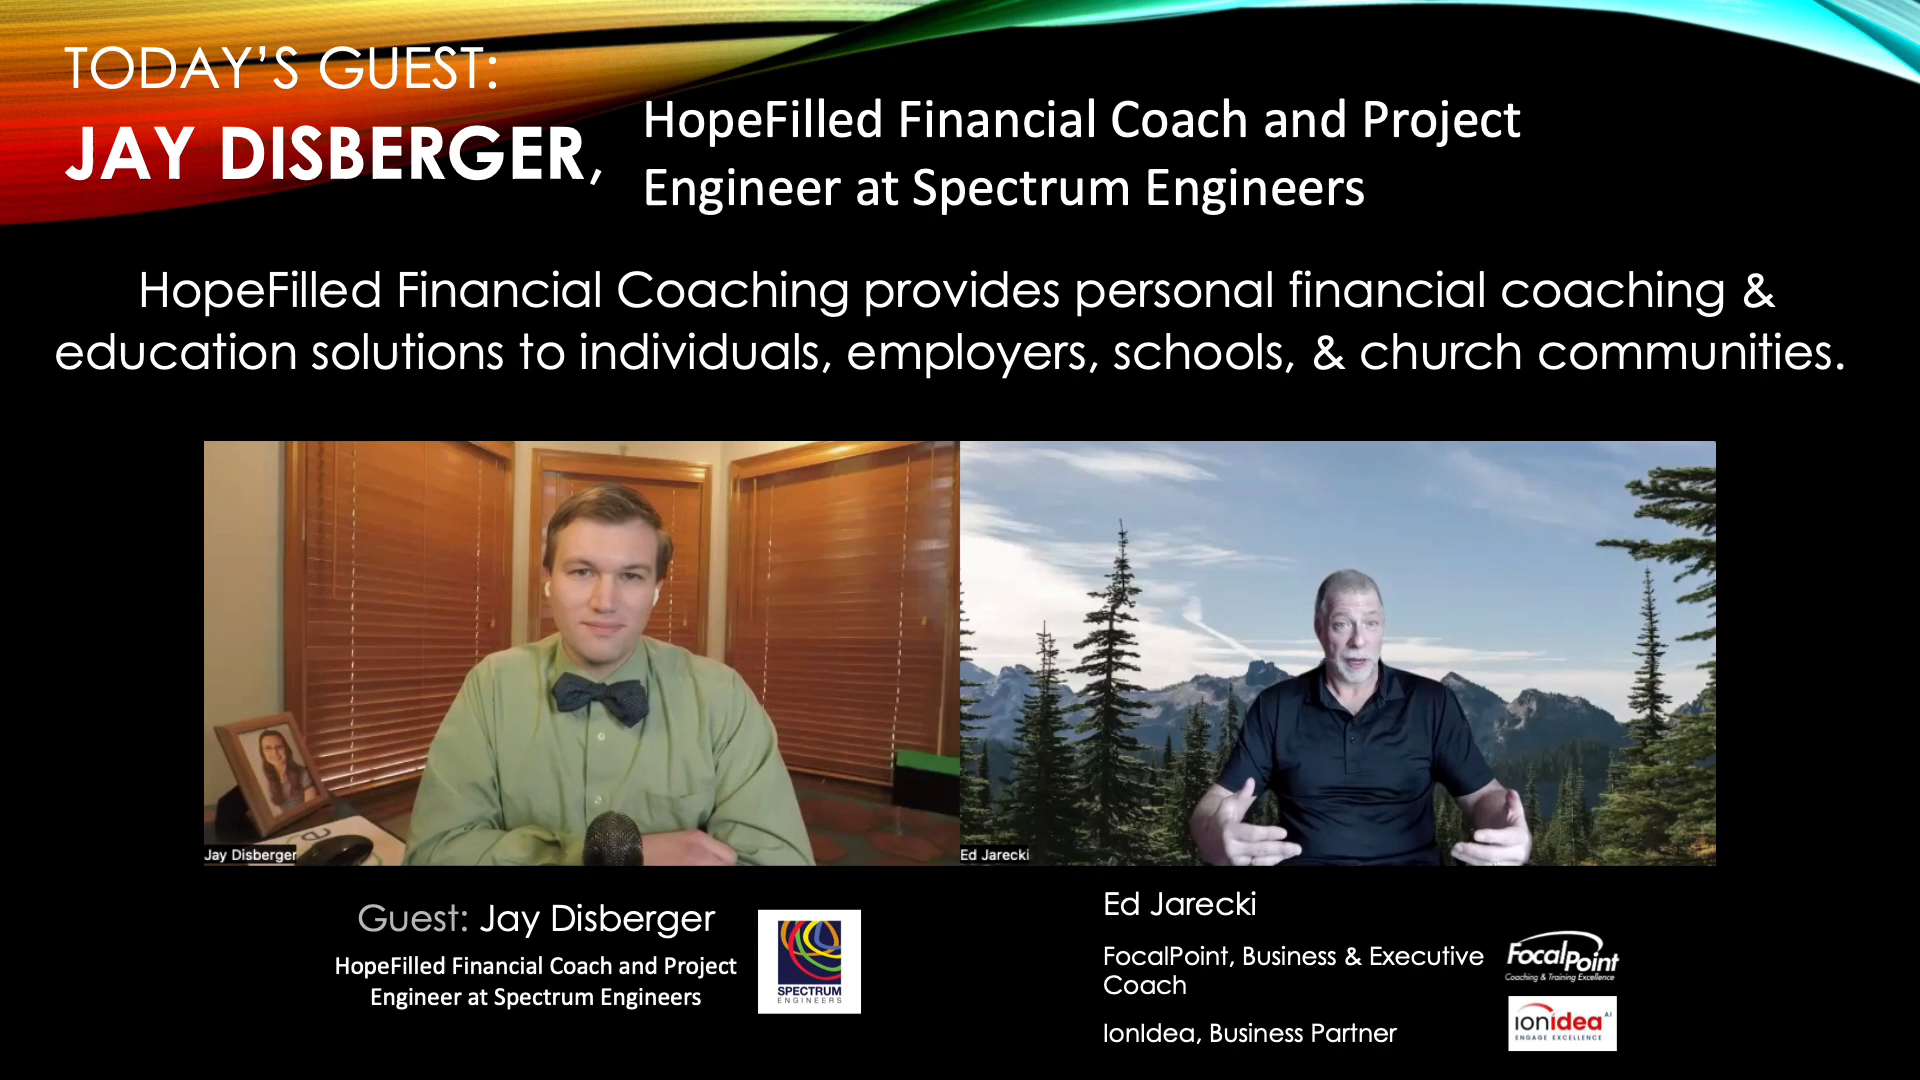 TODAY’S GUEST:
JAY DISBERGER,
HopeFilled Financial Coach and Project
Engineer at Spectrum Engineers
HopeFilled Financial Coaching provides personal financial coaching &
education solutions to individuals, employers, schools, & church communities.
Jay Disberger
Ed Jarecki
Guest: Jay Disberger
HopeFilled Financial Coach and Project
Engineer at Spectrum Engineers
SPECTRUM
ENGINEERS
Ed Jarecki
FocalPoint, Business & Executive
Coach
IonIdea, Business Partner
FocalPoint
Coaching & Training Excellence
ionidea AI
ENGAGE EXCELLENCE